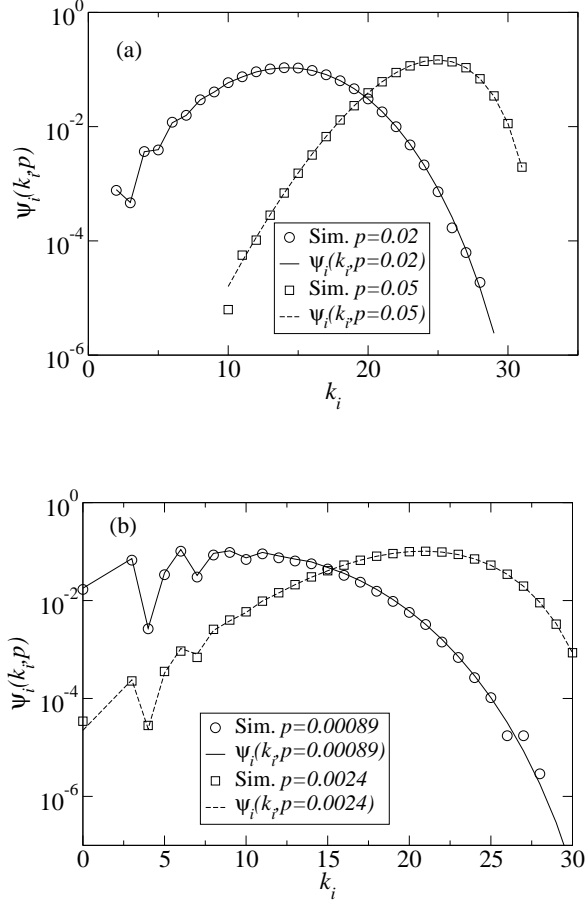 (a)
10^0
10^-2
10^-4
10^-6
Ψ_i(k_i,p)
Sim. p=0.02
Ψ_i(k_i,p=0.02)
Sim. p=0.05
Ψ_i(k_i,p=0.05)
0 10 20 30
k_i
(b)
10^0
10^-2
10^-4
10^-6
Ψ_i(k_i,p)
Sim. p=0.00089
Ψ_i(k_i,p=0.00089)
Sim. p=0.0024
Ψ_i(k_i,p=0.0024)
0 5 10 15 20 25 30
k_i